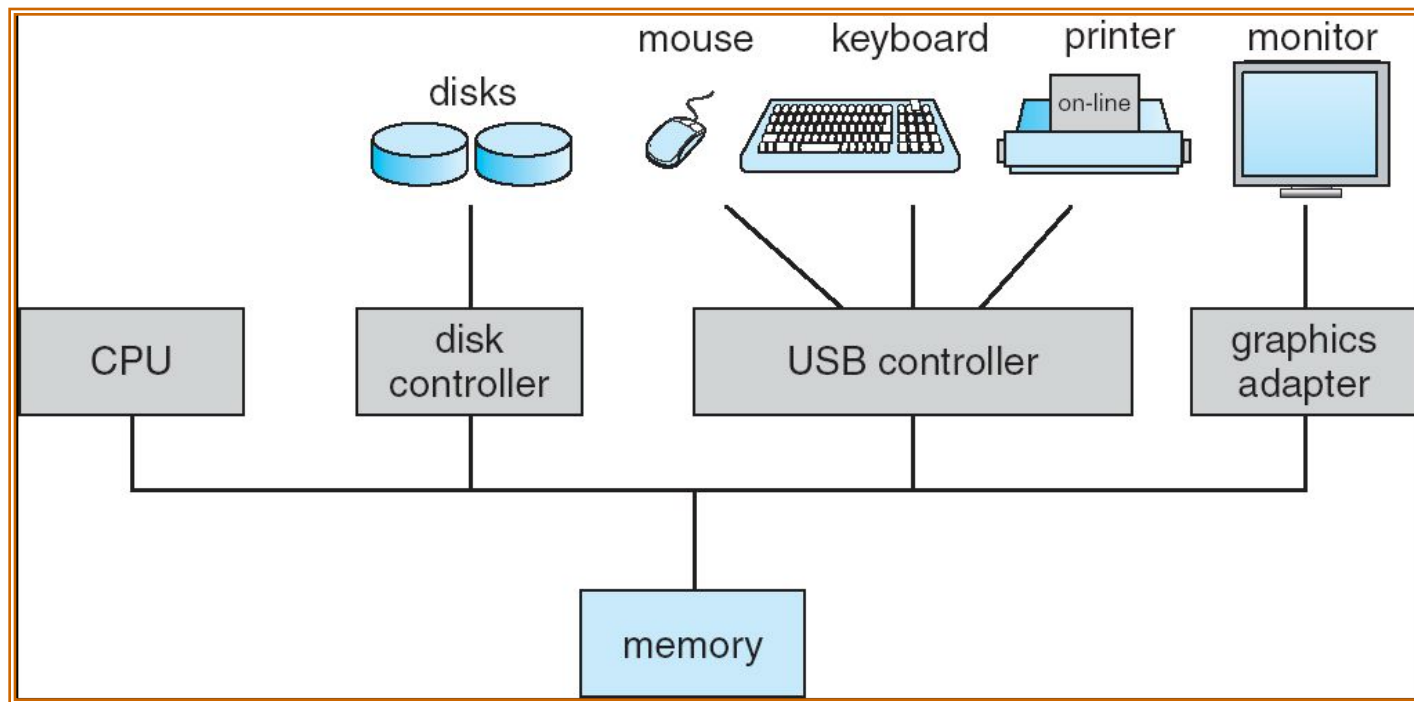 mouse
keyboard
printer
monitor
disks
on-line
CPU
disk
controller
USB controller
graphics
adapter
memory